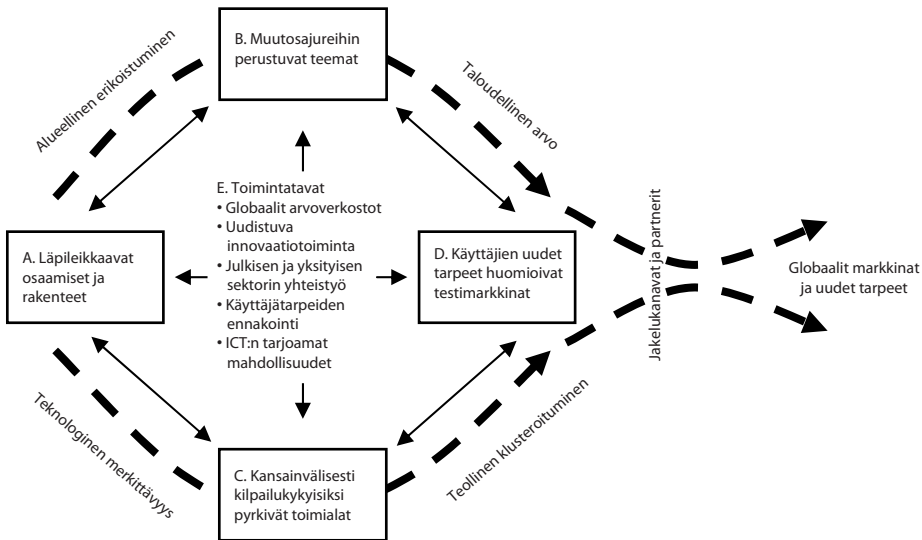 B. Muutosajureihin
perustuvat teemat
Alueellinen erikoistuminen
Taloudellinen arvo
E. Toimintatavat
• Globaalit arvoverkostot
• Uudistuva
innovaatiotoiminta
• Julkisen ja yksityisen
sektorin yhteistyö
• Käyttäjätarpeiden
ennakointi
• ICT:n tarjoamat
mahdollisuudet
A. Läpileikkaavat
osaamiset ja
rakenteet
D. Käyttäjien uudet
tarpeet huomioivat
testimarkkinat
Jakelukanavat ja partnerit
Globaalit markkinat
ja uudet tarpeet
Teknologinen merkittävyys
Teollinen klusteroituminen
C. Kansainvälisesti
kilpailukykyisiksi
pyrkivät toimialat